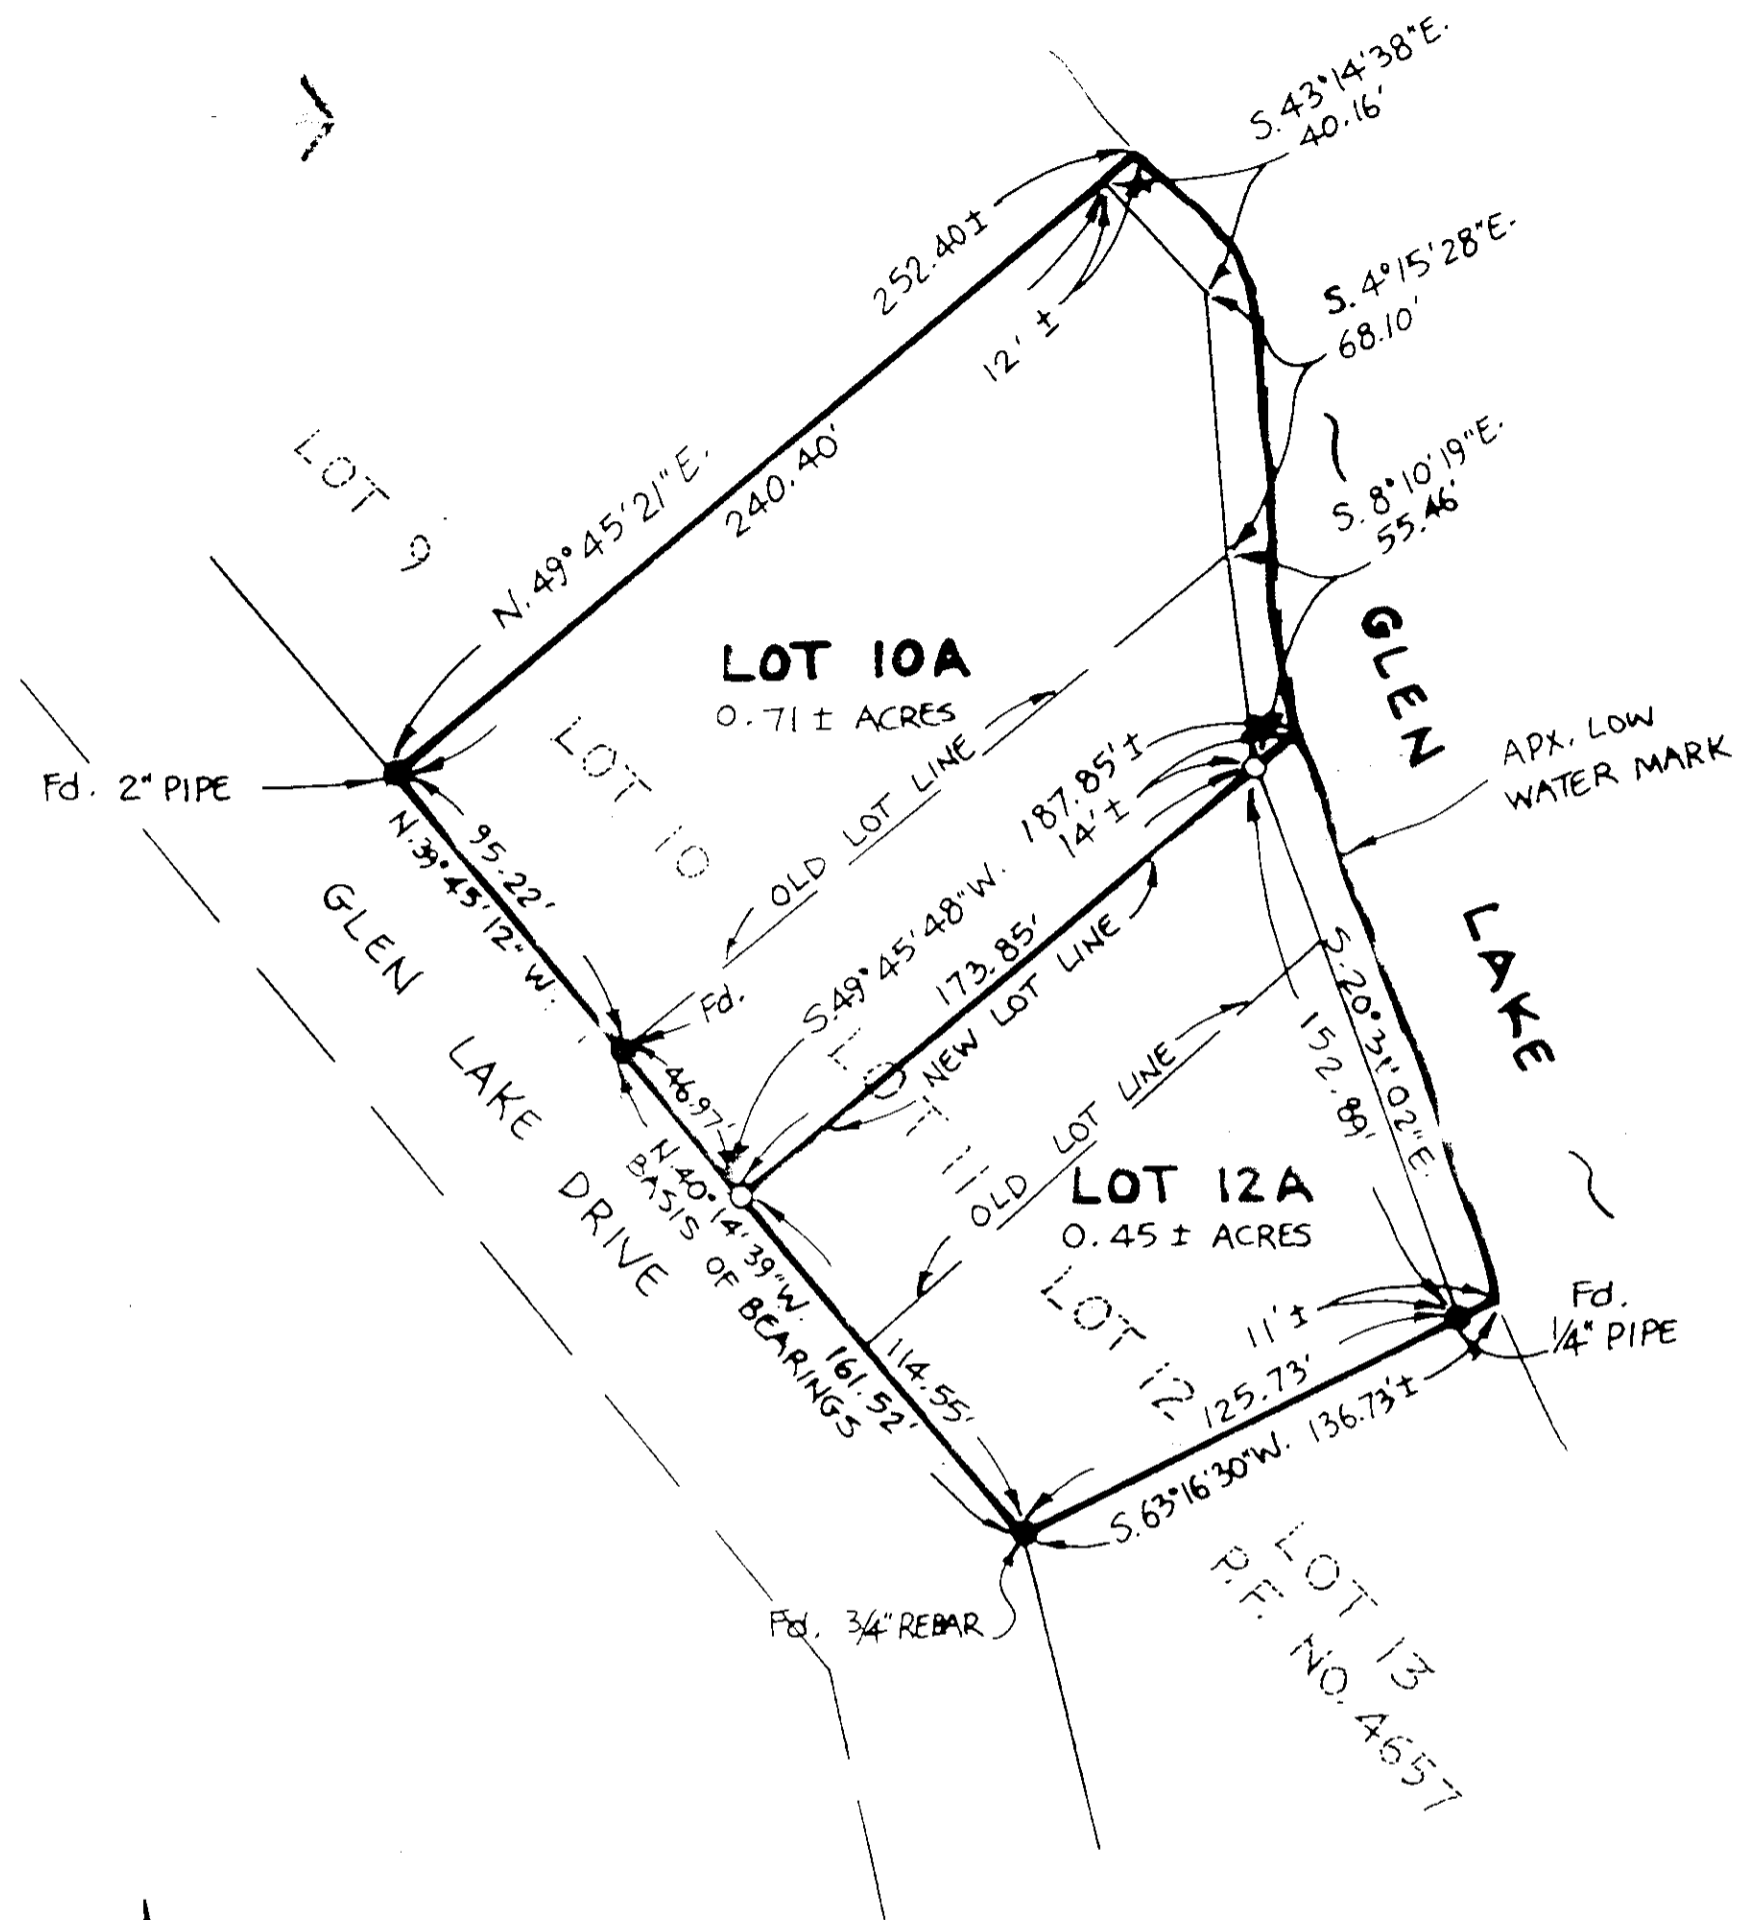 S. 43°14'38"E.
40.16'
252.40±
12' ±
S. 4°15'28"E.
68.10'
N. 49°45'21"E.
240.40'
LOT 9
S. 8°10'19"E.
55.46'
LOT 10A
0.71 ± ACRES
LOT 10
GLEN LAKE
APX. LOW
WATER MARK
Fd. 2" PIPE
95.22'
N. 39°45'12" W.
OLD LOT LINE
187.85'±
14'±
S. 49°45'48"W.
173.85'
NEW LOT LINE
Fd.
GLEN LAKE DRIVE
46.97'
LOT 11
OLD LOT LINE
S. 20°31'02"E.
152.89'
N. 40°14'39"W.
161.52'
BASIS OF BEARINGS
114.55'
LOT 12A
0.45 ± ACRES
LOT 12
11'±
125.73'
S. 63°16'30"W. 136.73'±
Fd.
1/4" PIPE
Fd. 3/4" REBAR
LOT 13
P.F. NO. 4657